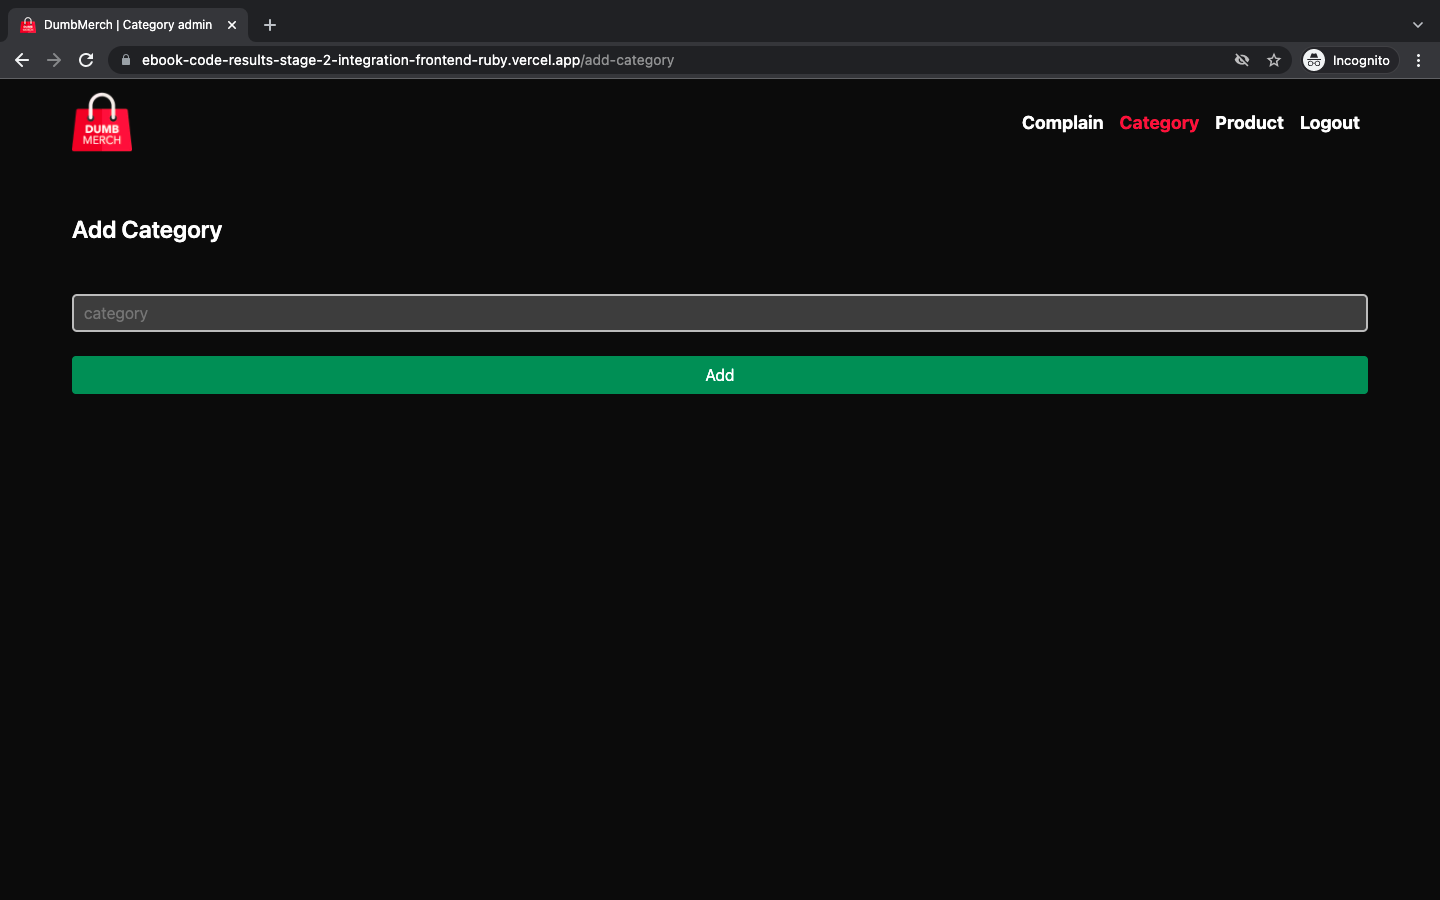 DumbMerch | Category admin
ebook-code-results-stage-2-integration-frontend-ruby.vercel.app/add-category
Incognito
DUMB
MERCH
Complain Category Product Logout
Add Category
category
Add